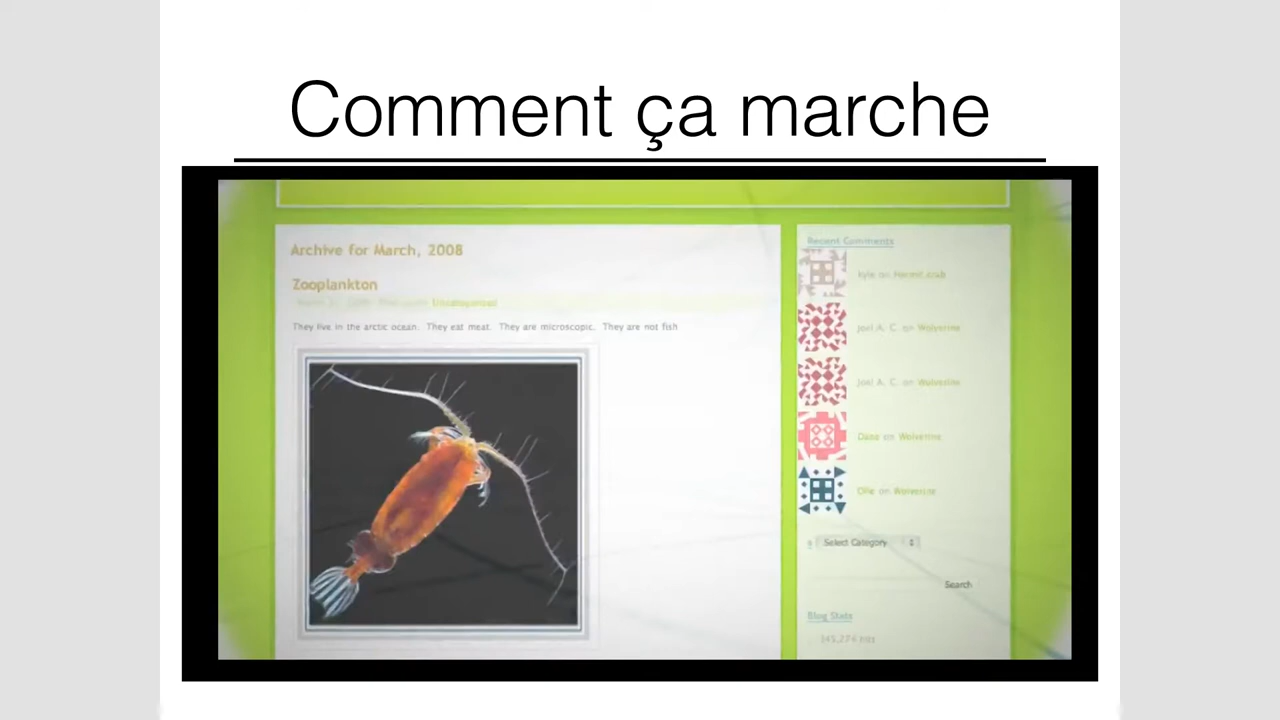 Comment ça marche
Archive for March, 2008
Zooplankton
Uncategorized
They live in the arctic ocean. They eat meat. They are microscopic. They are not fish
Recent Comments
kyle on Hermit crab
Joel A. C. on Wolverine
Joel A. C. on Wolverine
Dana on Wolverine
Ollie on Wolverine
Select Category
Search
Blog Stats
hits